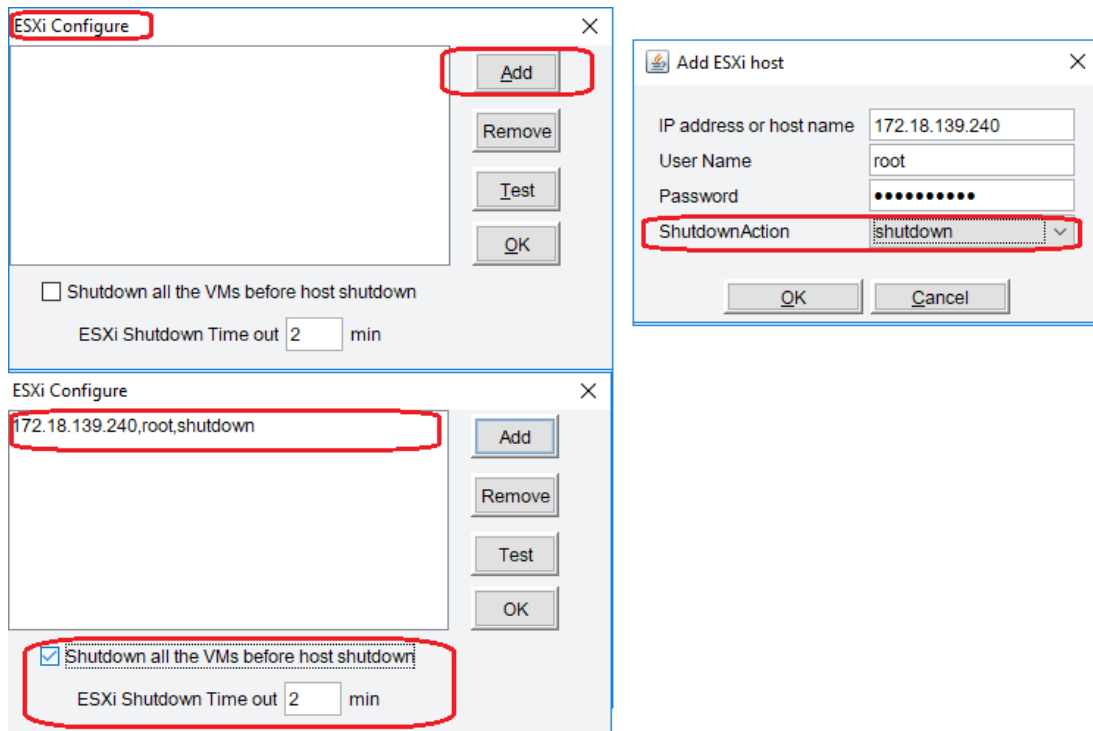 ESXi Configure
Add
Remove
Test
OK
Shutdown all the VMs before host shutdown
ESXi Shutdown Time out 2 min
Add ESXi host
IP address or host name 172.18.139.240
User Name root
Password ••••••••••
ShutdownAction shutdown
OK Cancel
ESXi Configure
172.18.139.240,root,shutdown
Add
Remove
Test
OK
Shutdown all the VMs before host shutdown
ESXi Shutdown Time out 2 min